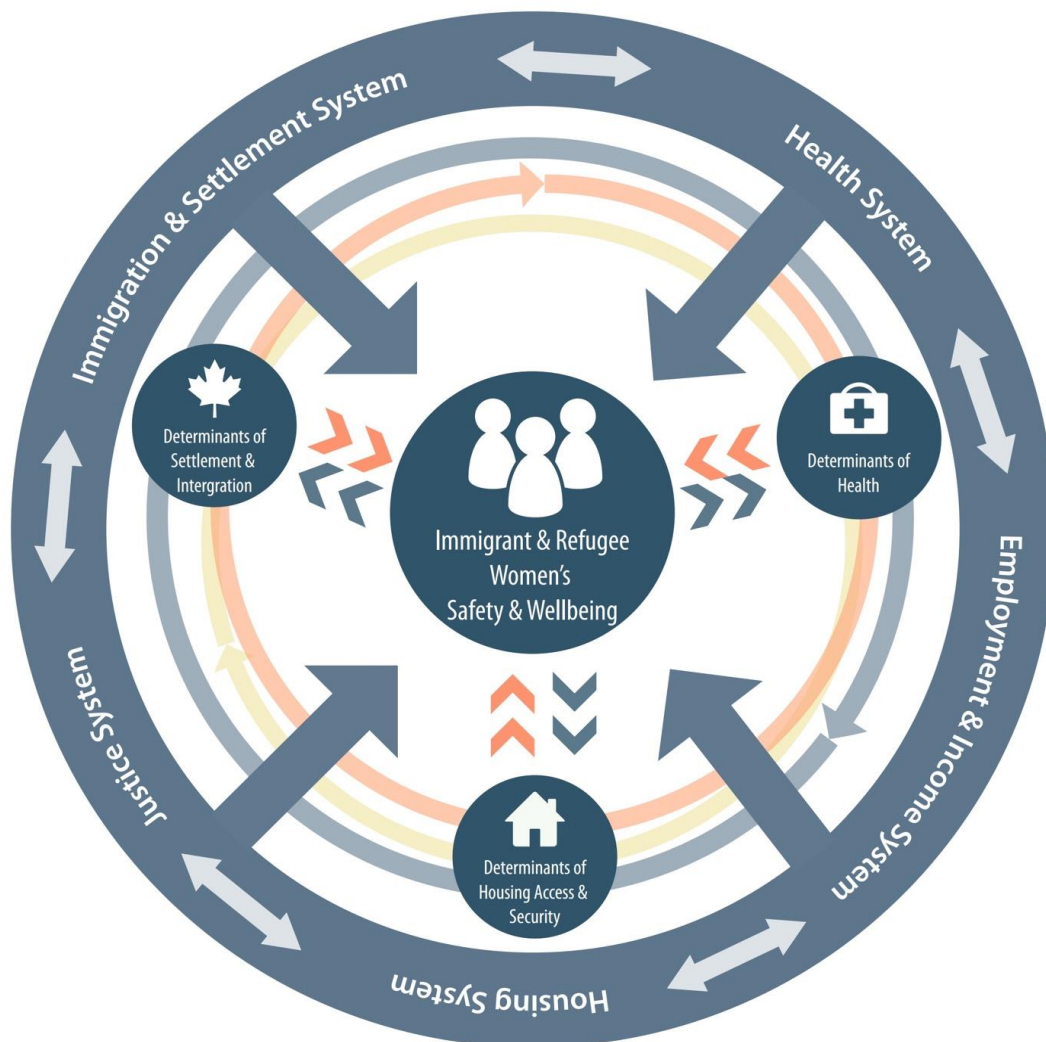 Immigration & Settlement System
Health System
Determinants of
Settlement &
Intergration
Determinants of
Health
Immigrant & Refugee
Women's
Safety & Wellbeing
Employment & Income System
Justice System
Determinants of
Housing Access &
Security
Housing System